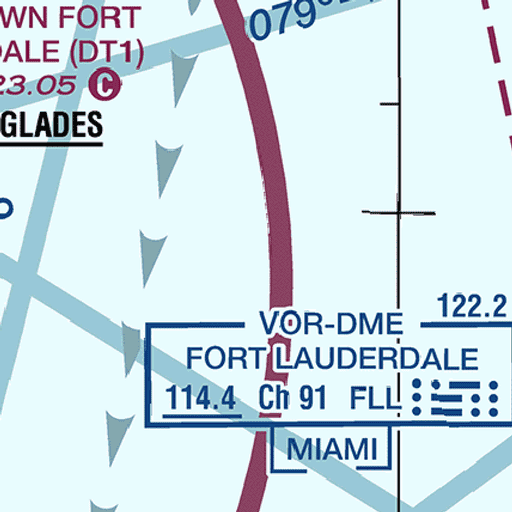 WN FORT
DALE (DT1)
23.05 C
GLADES
079°
122.2
VOR-DME
FORT LAUDERDALE
114.4 Ch 91 FLL
MIAMI